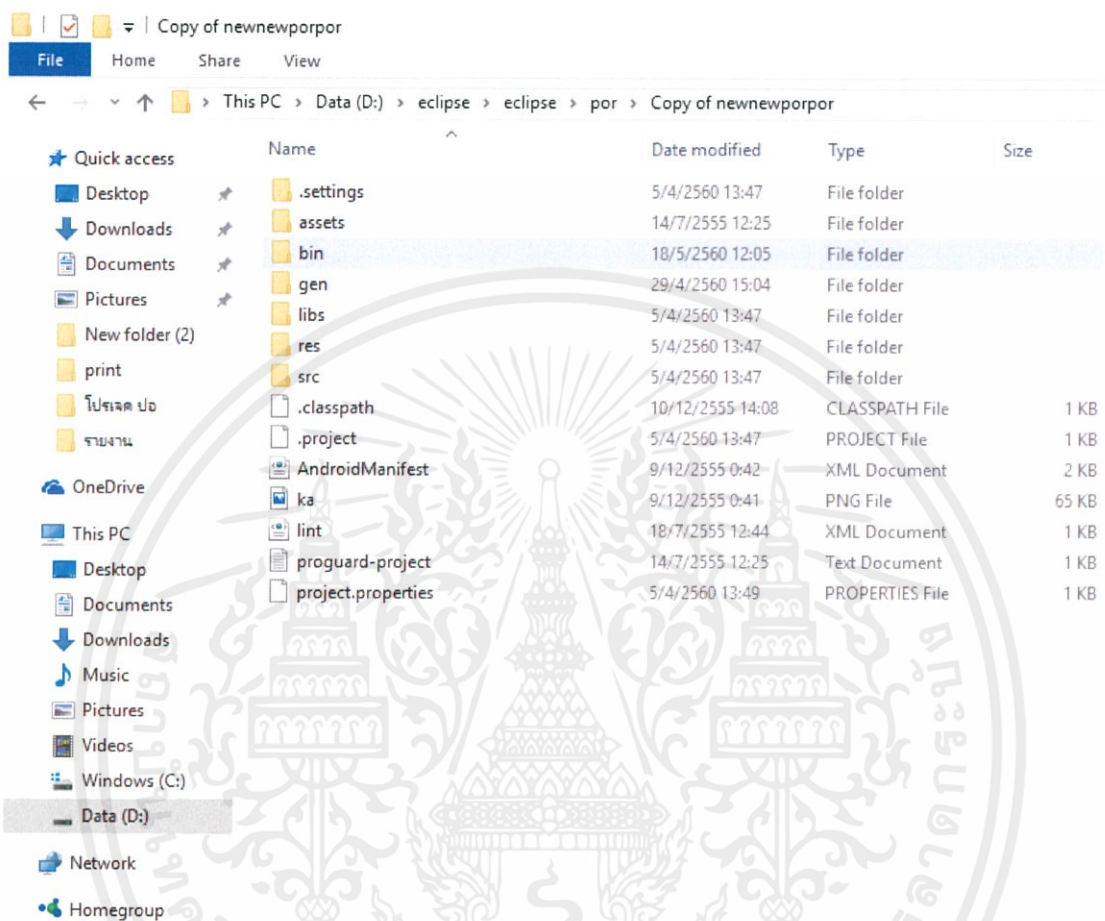 Copy of newnewporpor
File Home Share View
This PC > Data (D:) > eclipse > eclipse > por > Copy of newnewporpor
Name Date modified Type Size
Quick access
Desktop
Downloads
Documents
Pictures
New folder (2)
print
โปรเจค ปอ
รายงาน
OneDrive
This PC
Desktop
Documents
Downloads
Music
Pictures
Videos
Windows (C:)
Data (D:)
Network
Homegroup
.settings 5/4/2560 13:47 File folder
assets 14/7/2555 12:25 File folder
bin 18/5/2560 12:05 File folder
gen 29/4/2560 15:04 File folder
libs 5/4/2560 13:47 File folder
res 5/4/2560 13:47 File folder
src 5/4/2560 13:47 File folder
.classpath 10/12/2555 14:08 CLASSPATH File 1 KB
.project 5/4/2560 13:47 PROJECT File 1 KB
AndroidManifest 9/12/2555 0:42 XML Document 2 KB
ka 9/12/2555 0:41 PNG File 65 KB
lint 18/7/2555 12:44 XML Document 1 KB
proguard-project 14/7/2555 12:25 Text Document 1 KB
project.properties 5/4/2560 13:49 PROPERTIES File 1 KB